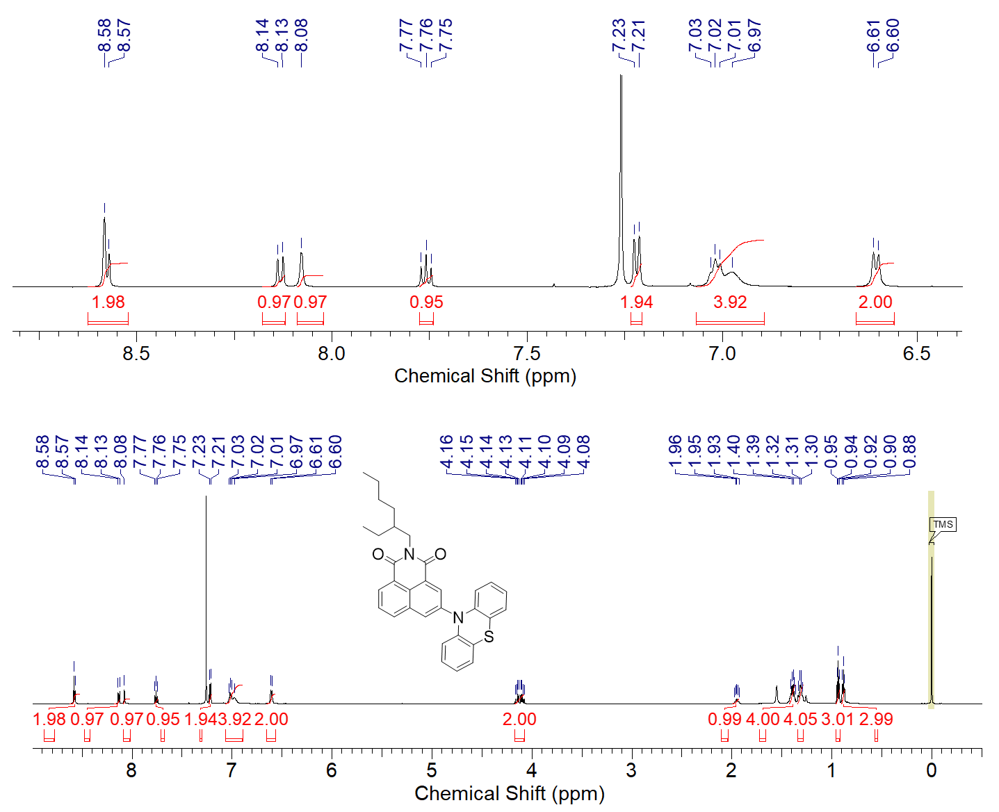 8.58 8.57 8.14 8.13 8.08 7.77 7.76 7.75 7.23 7.21 7.03 7.02 7.01 6.97 6.61 6.60
1.98 0.97 0.97 0.95 1.94 3.92 2.00
8.5 8.0 7.5 7.0 6.5
Chemical Shift (ppm)
8.58 8.57 8.14 8.13 8.08 7.77 7.76 7.75 7.23 7.21 7.03 7.02 7.01 6.97 6.61 6.60 4.16 4.15 4.14 4.13 4.11 4.10 4.09 4.08 1.96 1.95 1.93 1.40 1.39 1.32 1.31 1.30 0.95 0.94 0.92 0.90 0.88
TMS
O N O
N
S
1.98 0.97 0.97 0.95 1.94 3.92 2.00 2.00 0.99 4.00 4.05 3.01 2.99
8 7 6 5 4 3 2 1 0
Chemical Shift (ppm)